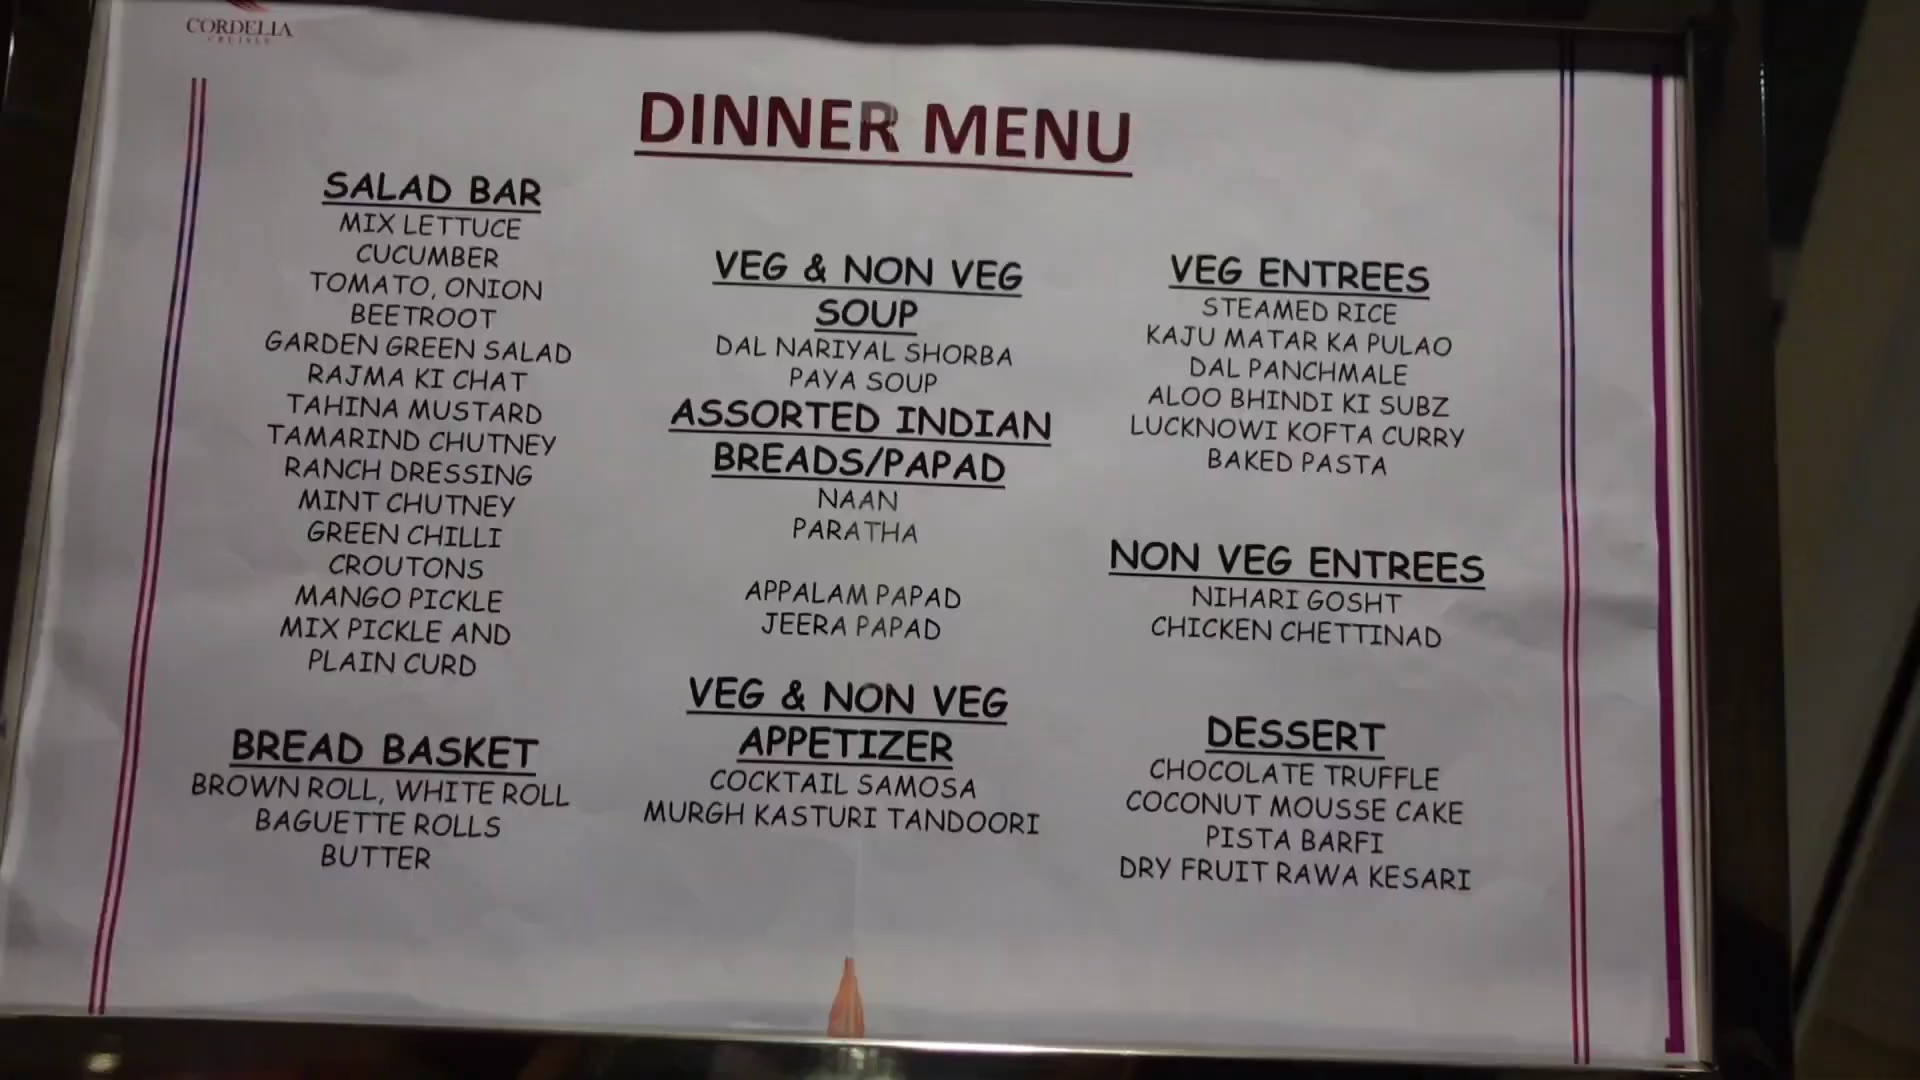 CORDELIA
CRUISES
DINNER MENU
SALAD BAR
MIX LETTUCE
CUCUMBER
TOMATO, ONION
BEETROOT
GARDEN GREEN SALAD
RAJMA KI CHAT
TAHINA MUSTARD
TAMARIND CHUTNEY
RANCH DRESSING
MINT CHUTNEY
GREEN CHILLI
CROUTONS
MANGO PICKLE
MIX PICKLE AND
PLAIN CURD
BREAD BASKET
BROWN ROLL, WHITE ROLL
BAGUETTE ROLLS
BUTTER
VEG & NON VEG
SOUP
DAL NARIYAL SHORBA
PAYA SOUP
ASSORTED INDIAN
BREADS/PAPAD
NAAN
PARATHA
APPALAM PAPAD
JEERA PAPAD
VEG & NON VEG
APPETIZER
COCKTAIL SAMOSA
MURGH KASTURI TANDOORI
VEG ENTREES
STEAMED RICE
KAJU MATAR KA PULAO
DAL PANCHMALE
ALOO BHINDI KI SUBZ
LUCKNOWI KOFTA CURRY
BAKED PASTA
NON VEG ENTREES
NIHARI GOSHT
CHICKEN CHETTINAD
DESSERT
CHOCOLATE TRUFFLE
COCONUT MOUSSE CAKE
PISTA BARFI
DRY FRUIT RAWA KESARI